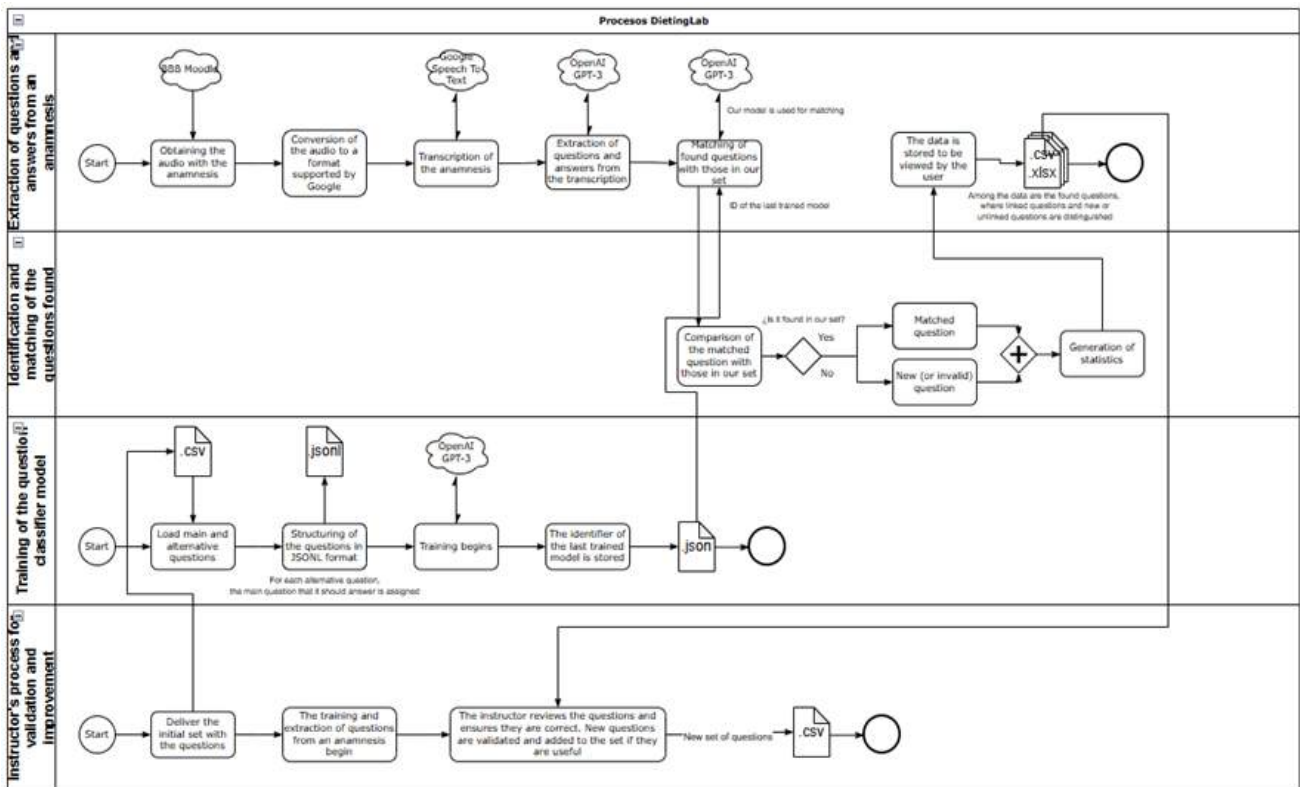 Procesos DietingLab
Extraction of questions and
answers from an
anamnesis
BBB Moodle
Google
Speech To
Text
OpenAI
GPT-3
OpenAI
GPT-3
Our model is used for matching
Start
Obtaining the
audio with the
anamnesis
Conversion of
the audio to a
format
supported by
Google
Transcription of
the anamnesis
Extraction of
questions and
answers from
the transcription
Matching of
found questions
with those in our
set
The data is
stored to be
viewed by the
user
.csv
.xlsx
ID of the last trained model
Among the data are the found questions,
where linked questions and new or
unlinked questions are distinguished
Identification and
matching of the
questions found
Comparison of
the matched
question with
those in our set
¿Is it found in our set?
Yes
No
Matched
question
New (or invalid)
question
Generation of
statistics
Training of the question
classifier model
.csv
.jsonl
OpenAI
GPT-3
Start
Load main and
alternative
questions
Structuring of
the questions in
JSONL format
Training begins
The identifier of
the last trained
model is stored
.json
For each alternative question,
the main question that it should answer is assigned
Instructor's process for
validation and
improvement
Start
Deliver the
initial set with
the questions
The training and
extraction of questions
from an anamnesis
begin
The instructor reviews the questions and
ensures they are correct. New questions
are validated and added to the set if they
are useful
New set of questions
.csv